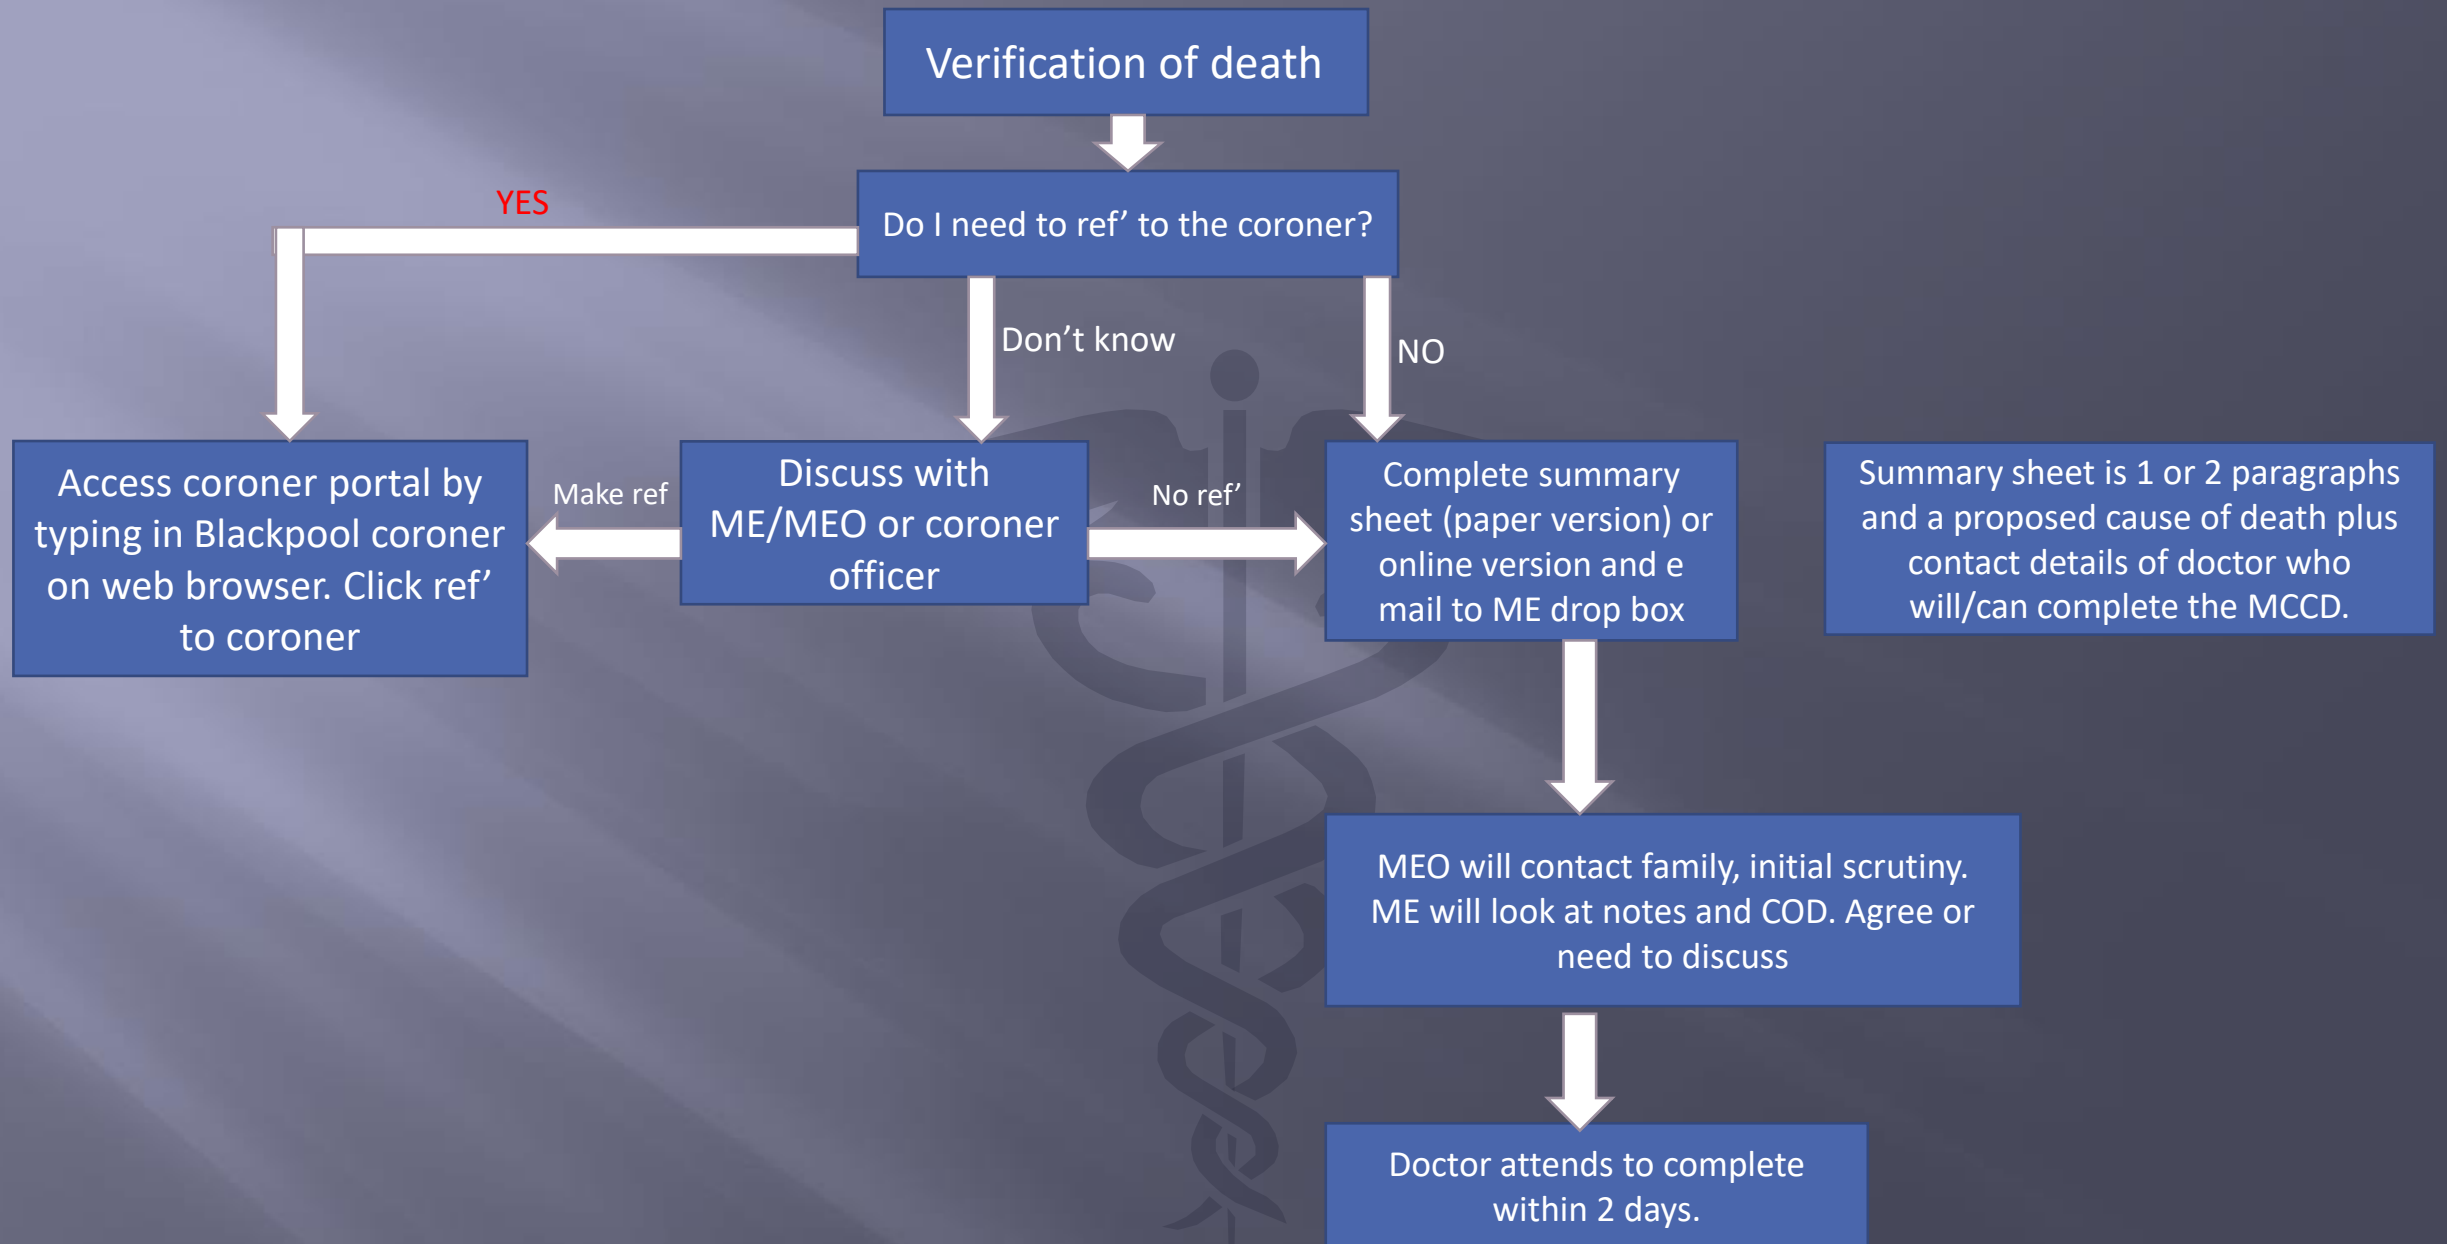 Verification of death
YES
Do I need to ref’ to the coroner?
Don’t know
NO
Access coroner portal by
typing in Blackpool coroner
on web browser. Click ref’
to coroner
Make ref
Discuss with
ME/MEO or coroner
officer
No ref’
Complete summary
sheet (paper version) or
online version and e
mail to ME drop box
Summary sheet is 1 or 2 paragraphs
and a proposed cause of death plus
contact details of doctor who
will/can complete the MCCD.
MEO will contact family, initial scrutiny.
ME will look at notes and COD. Agree or
need to discuss
Doctor attends to complete
within 2 days.